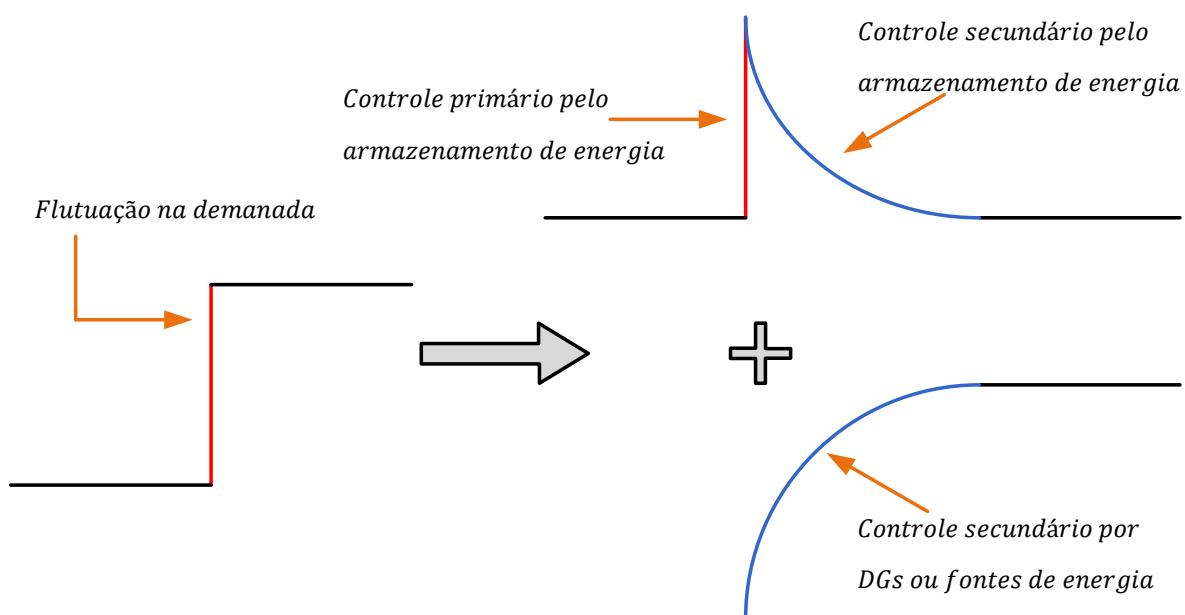 Controle secundário pelo
armazenamento de energia
Controle primário pelo
armazenamento de energia
Flutuação na demanada
Controle secundário por
DGs ou fontes de energia